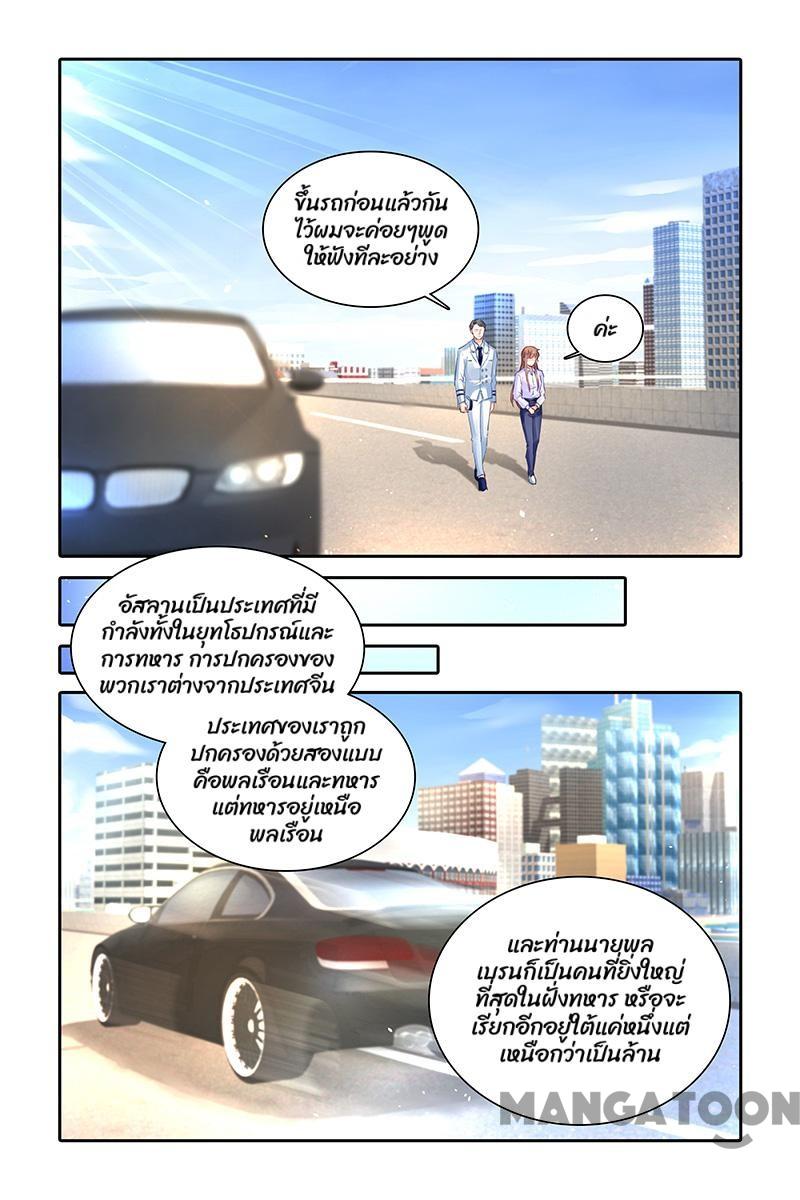 ขึ้นรถก่อนแล้วกัน
ไว้ผมจะค่อยๆพูด
ให้ฟังทีละอย่าง
ค่ะ
อัสลานเป็นประเทศที่มี
กำลังทั้งในยุทโธปกรณ์และ
การทหาร การปกครองของ
พวกเราต่างจากประเทศจีน
ประเทศของเราถูก
ปกครองด้วยสองแบบ
คือพลเรือนและทหาร
แต่ทหารอยู่เหนือ
พลเรือน
และท่านนายพล
เบรนก็เป็นคนที่ยิ่งใหญ่
ที่สุดในฝั่งทหาร หรือจะ
เรียกอีกอยู่ใต้แค่หนึ่งแต่
เหนือกว่าเป็นล้าน
MANGATOON